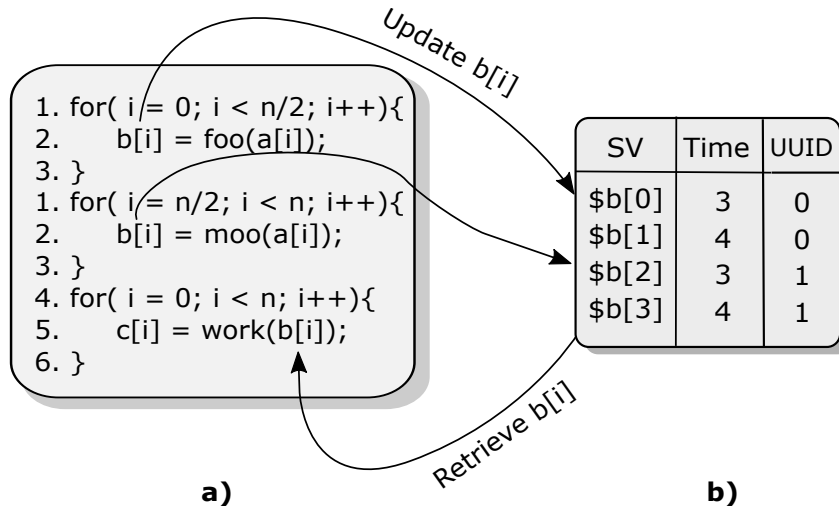 Update b[i]
1. for( i = 0; i < n/2; i++){
2. b[i] = foo(a[i]);
3. }
1. for( i = n/2; i < n; i++){
2. b[i] = moo(a[i]);
3. }
4. for( i = 0; i < n; i++){
5. c[i] = work(b[i]);
6. }
SV Time UUID
$b[0] 3 0
$b[1] 4 0
$b[2] 3 1
$b[3] 4 1
Retrieve b[i]
a) b)